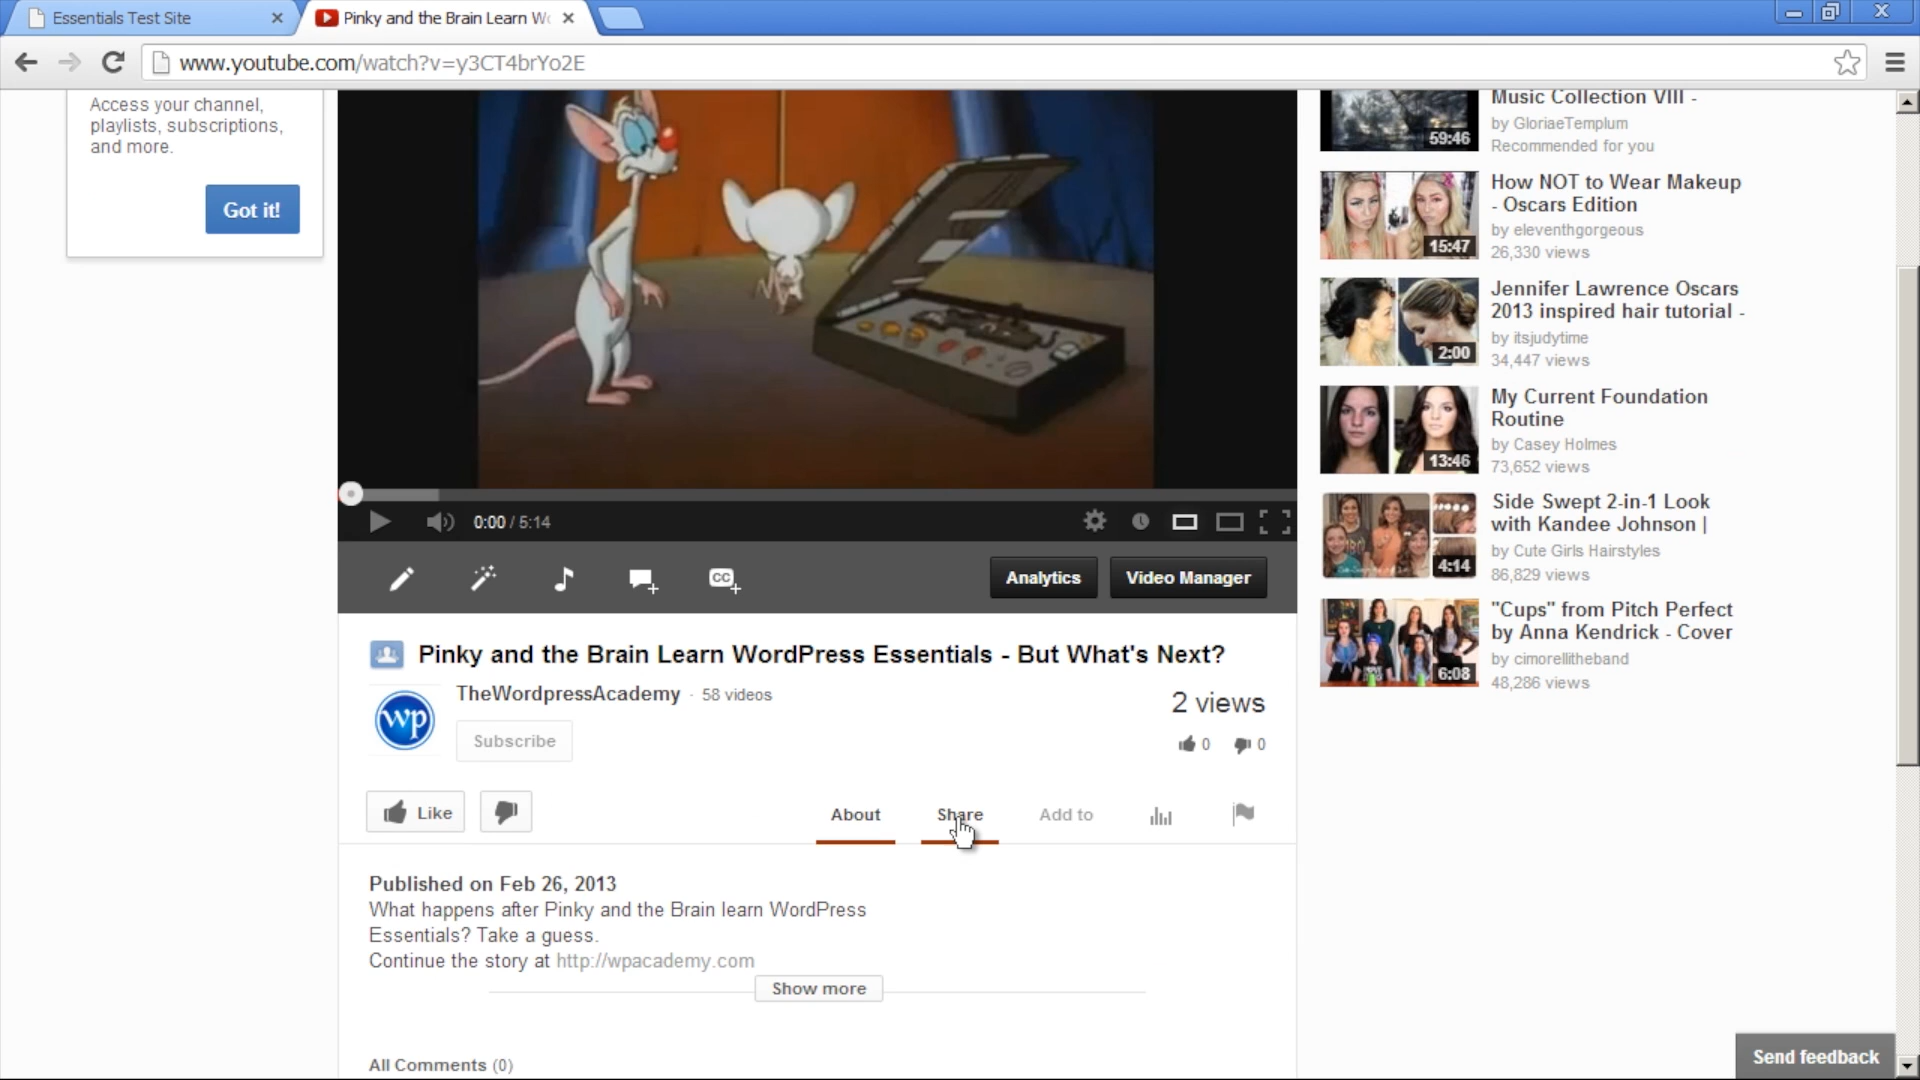 Essentials Test Site
Pinky and the Brain Learn Wo
www.youtube.com/watch?v=y3CT4brYo2E
Access your channel,
playlists, subscriptions,
and more.
Got it!
0:00 / 5:14
CC
Analytics
Video Manager
Pinky and the Brain Learn WordPress Essentials - But What's Next?
wp
TheWordpressAcademy · 58 videos
Subscribe
2 views
0
0
Like
About
Share
Add to
Published on Feb 26, 2013
What happens after Pinky and the Brain learn WordPress
Essentials? Take a guess.
Continue the story at http://wpacademy.com
Show more
All Comments (0)
Music Collection VIII -
by GloriaeTemplum
Recommended for you
59:46
How NOT to Wear Makeup
- Oscars Edition
by eleventhgorgeous
26,330 views
15:47
Jennifer Lawrence Oscars
2013 inspired hair tutorial -
by itsjudytime
34,447 views
2:00
My Current Foundation
Routine
by Casey Holmes
73,652 views
13:46
Side Swept 2-in-1 Look
with Kandee Johnson |
by Cute Girls Hairstyles
86,829 views
4:14
"Cups" from Pitch Perfect
by Anna Kendrick - Cover
by cimorellitheband
48,286 views
6:08
Send feedback